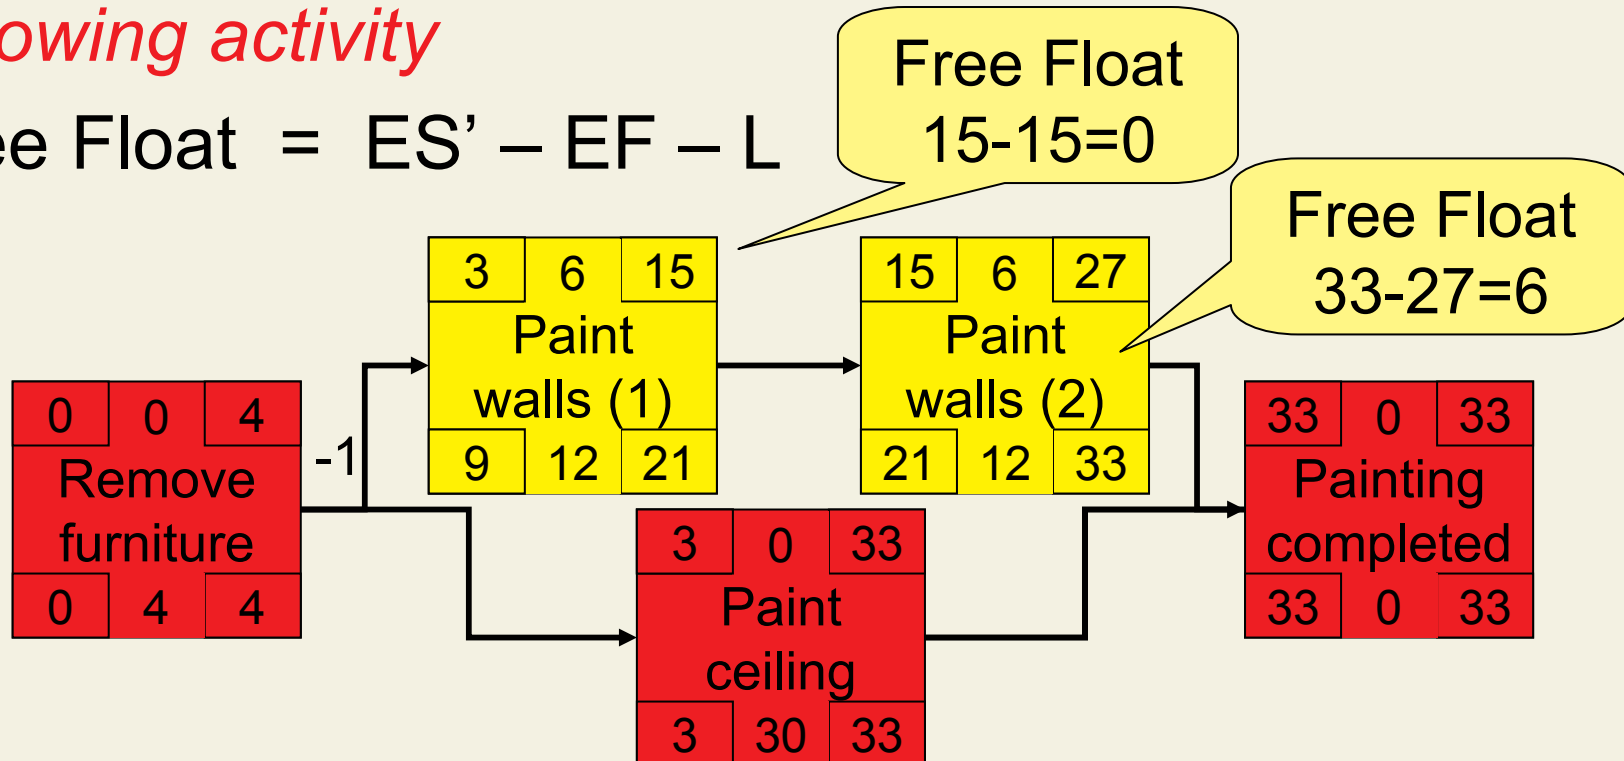 owing activity
ee Float = ES’ – EF – L
Free Float
15-15=0
Free Float
33-27=6
3 6 15
Paint
walls (1)
9 12 21
15 6 27
Paint
walls (2)
21 12 33
0 0 4
Remove
furniture
0 4 4
-1
3 0 33
Paint
ceiling
3 30 33
33 0 33
Painting
completed
33 0 33